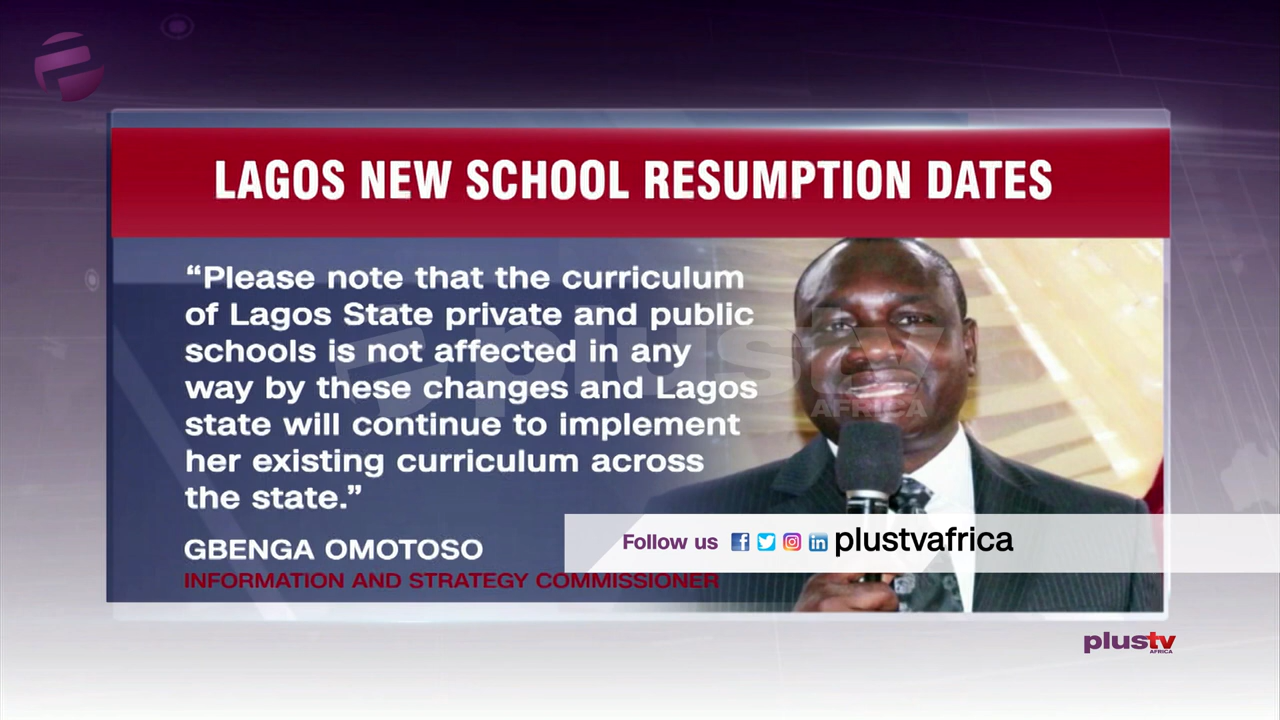 LAGOS NEW SCHOOL RESUMPTION DATES
“Please note that the curriculum
of Lagos State private and public
schools is not affected in any
way by these changes and Lagos
state will continue to implement
her existing curriculum across
the state.”
GBENGA OMOTOSO
INFORMATION AND STRATEGY COMMISSIONER
plustv
AFRICA
Follow us plustvafrica
plustv
AFRICA